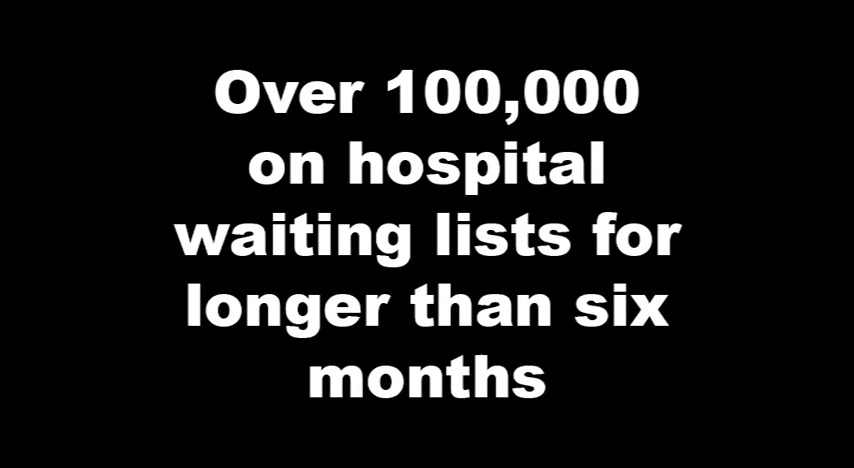 Over 100,000
on hospital
waiting lists for
longer than six
months